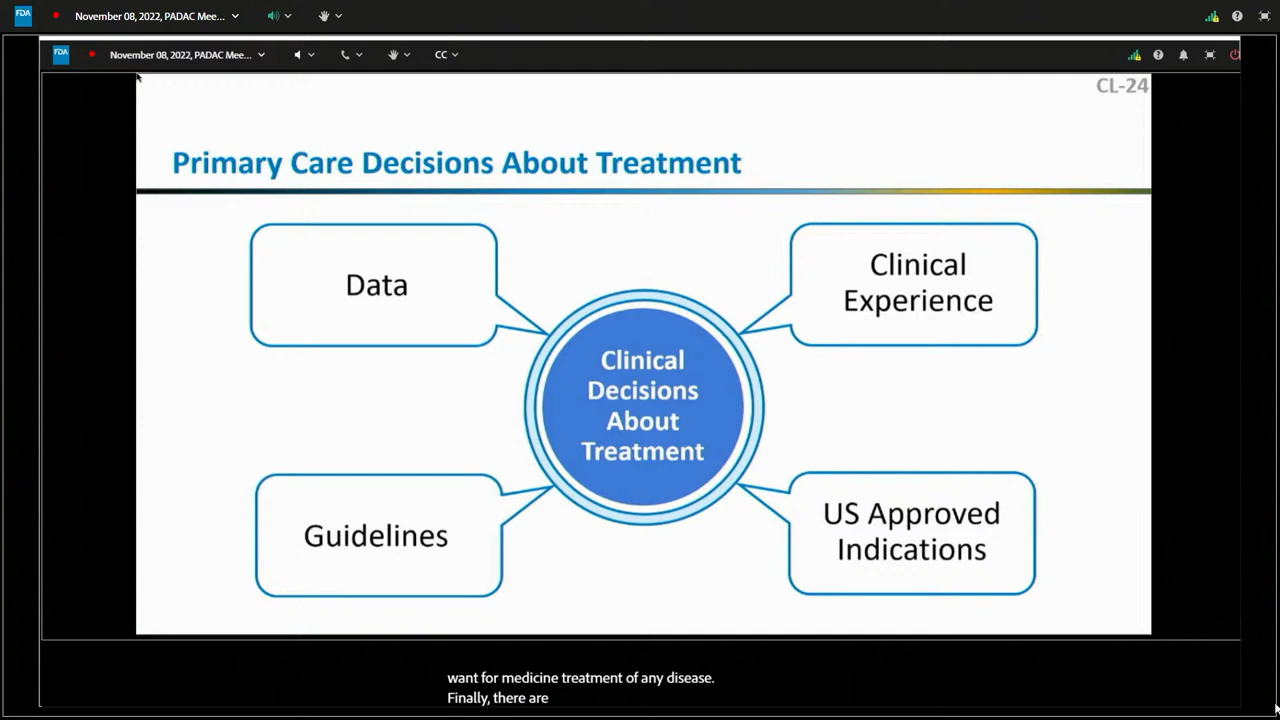 FDA
November 08, 2022, PADAC Mee...
FDA
November 08, 2022, PADAC Mee...
CC
CL-24
Primary Care Decisions About Treatment
Data
Clinical
Experience
Clinical
Decisions
About
Treatment
Guidelines
US Approved
Indications
want for medicine treatment of any disease.
Finally, there are